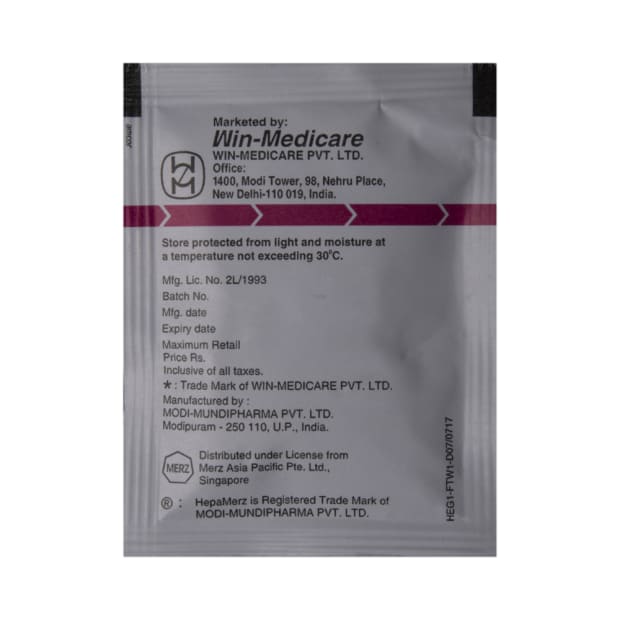 Marketed by:
Win-Medicare
WIN-MEDICARE PVT. LTD.
Office:
1400, Modi Tower, 98, Nehru Place,
New Delhi-110 019, India.
Store protected from light and moisture at
a temperature not exceeding 30°C.
Mfg. Lic. No. 2L/1993
Batch No.
Mfg. date
Expiry date
Maximum Retail
Price Rs.
Inclusive of all taxes.
* : Trade Mark of WIN-MEDICARE PVT. LTD.
Manufactured by :
MODI-MUNDIPHARMA PVT. LTD.
Modipuram - 250 110, U.P., India.
MERZ
Distributed under License from
Merz Asia Pacific Pte. Ltd.,
Singapore
® : HepaMerz is Registered Trade Mark of
MODI-MUNDIPHARMA PVT. LTD.
HEG1-FTW1-D07/0717